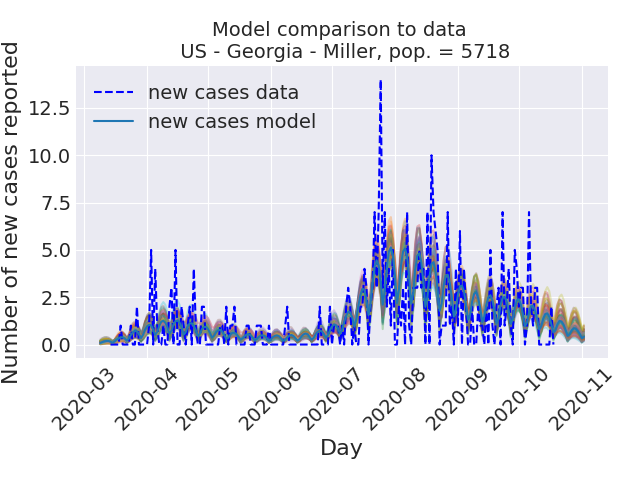 Model comparison to data
US - Georgia - Miller, pop. = 5718
Number of new cases reported
12.5
10.0
7.5
5.0
2.5
0.0
new cases data
new cases model
2020-03
2020-04
2020-05
2020-06
2020-07
2020-08
2020-09
2020-10
2020-11
Day